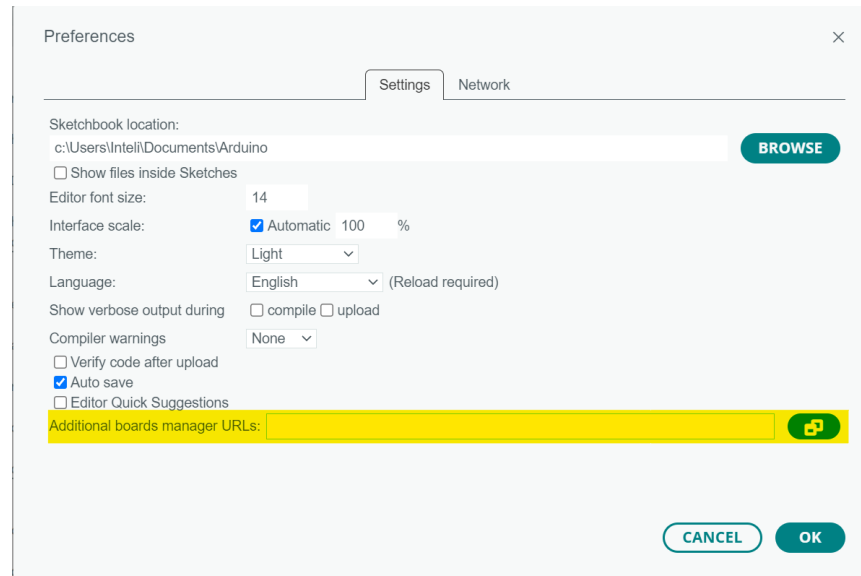 Preferences
Settings Network
Sketchbook location:
c:\Users\Inteli\Documents\Arduino BROWSE
Show files inside Sketches
Editor font size: 14
Interface scale: Automatic 100 %
Theme: Light
Language: English (Reload required)
Show verbose output during compile upload
Compiler warnings None
Verify code after upload
Auto save
Editor Quick Suggestions
Additional boards manager URLs:
CANCEL OK